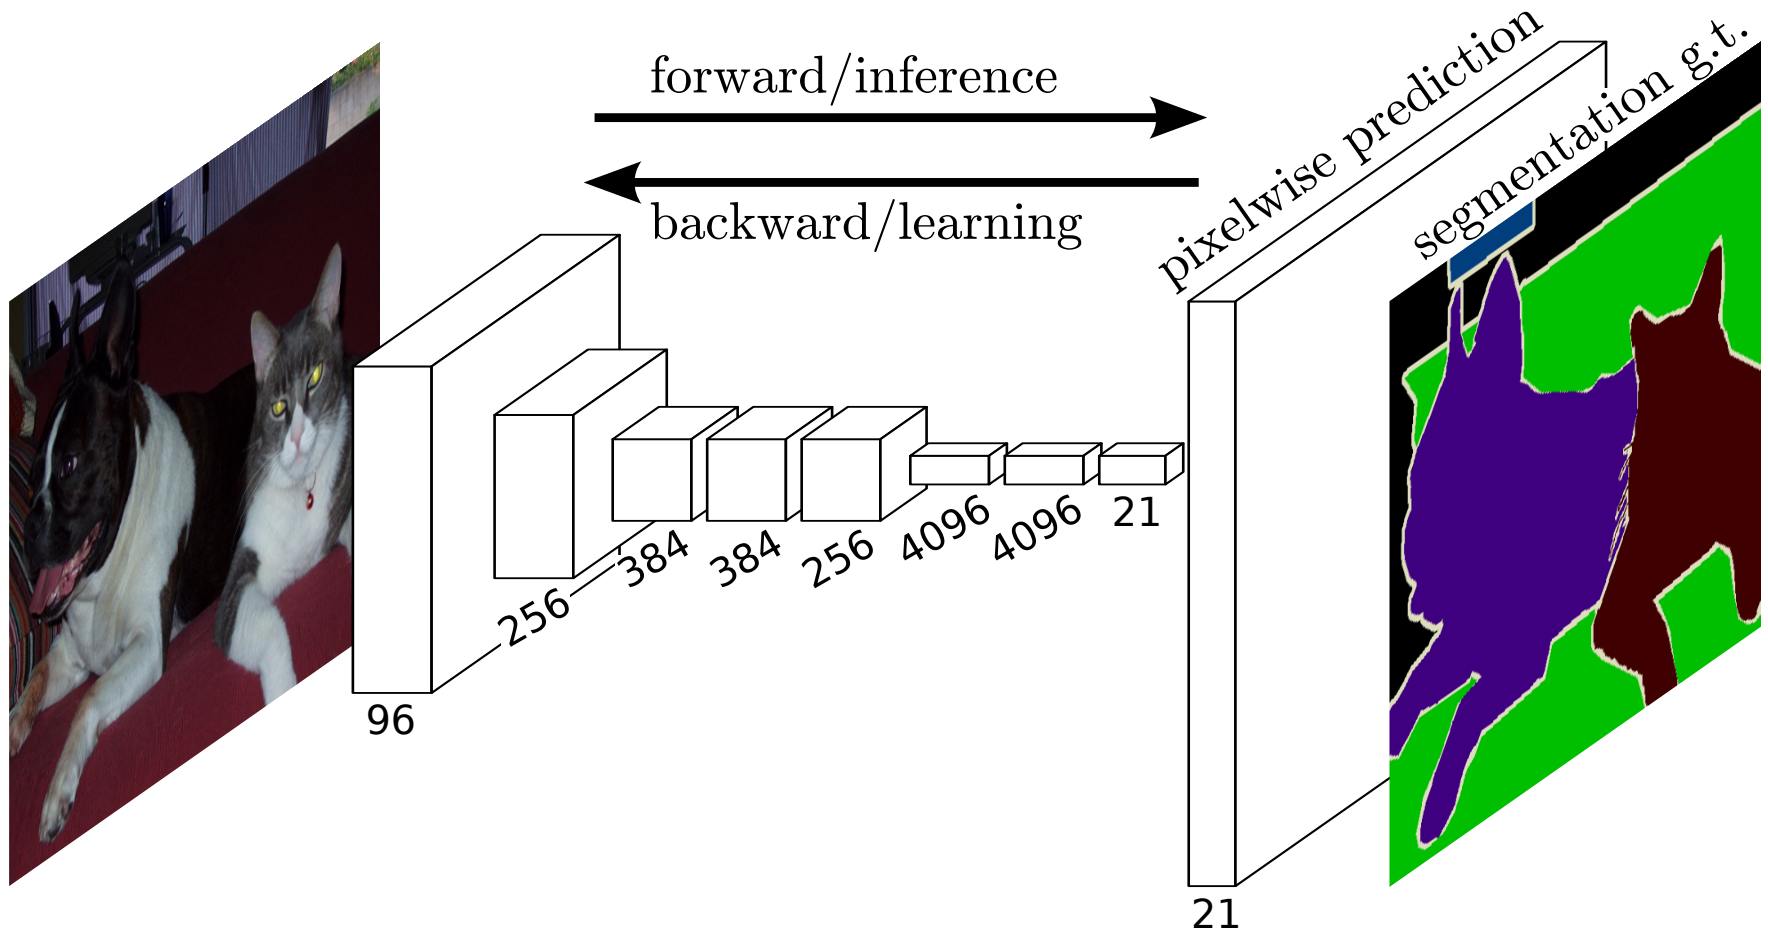 forward/inference
backward/learning
pixelwise prediction
segmentation g.t.
96
256
384
384
256
4096
4096
21
21